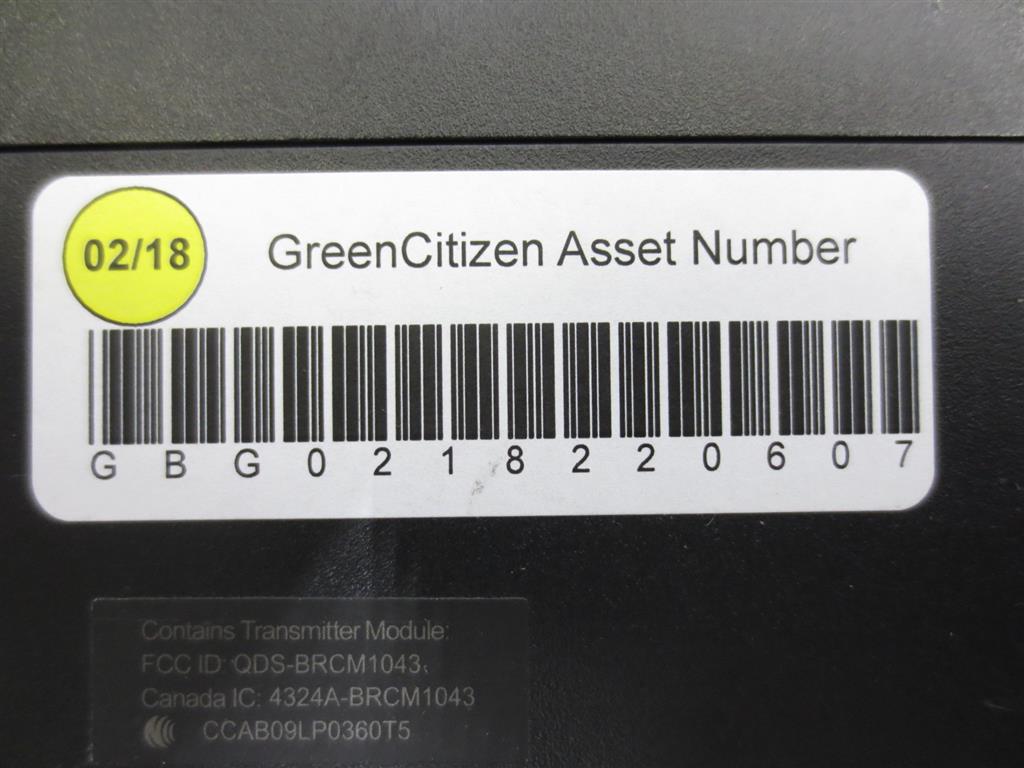 02/18
GreenCitizen Asset Number
G B G 0 2 1 8 2 2 0 6 0 7
Contains Transmitter Module:
FCC ID: QDS-BRCM1043
Canada IC: 4324A-BRCM1043
CCAB09LP0360T5